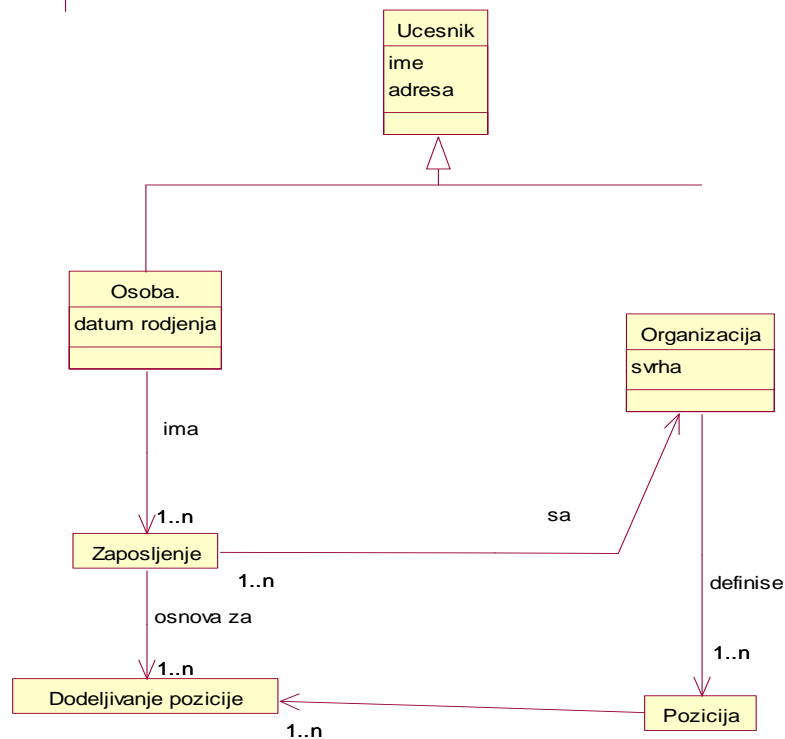 Ucesnik
ime
adresa
Osoba.
datum rodjenja
Organizacija
svrha
ima
1..n
sa
Zaposljenje
1..n
definise
osnova za
1..n
1..n
Dodeljivanje pozicije
Pozicija
1..n